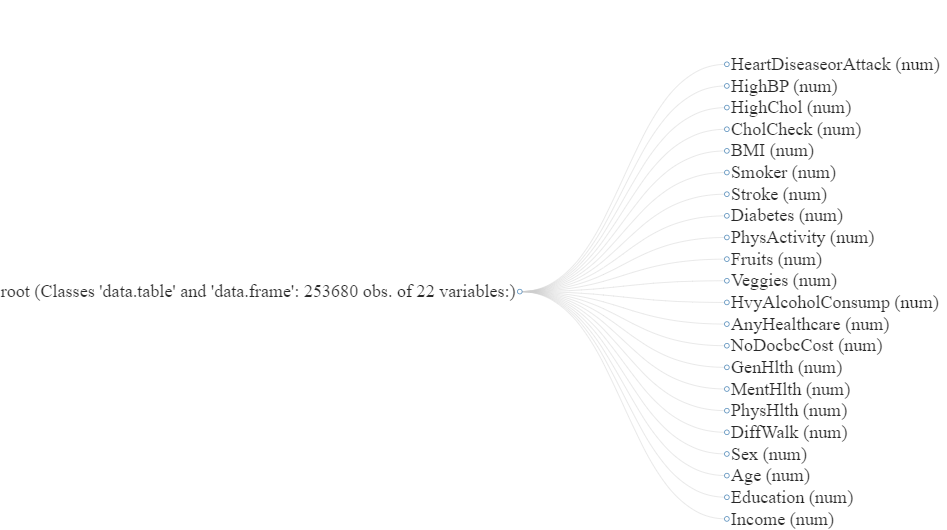 HeartDiseaseorAttack (num)
HighBP (num)
HighChol (num)
CholCheck (num)
BMI (num)
Smoker (num)
Stroke (num)
Diabetes (num)
PhysActivity (num)
Fruits (num)
Veggies (num)
root (Classes 'data.table' and 'data.frame': 253680 obs. of 22 variables:)
HvyAlcoholConsump (num)
AnyHealthcare (num)
NoDocbcCost (num)
GenHlth (num)
MentHlth (num)
PhysHlth (num)
DiffWalk (num)
Sex (num)
Age (num)
Education (num)
Income (num)